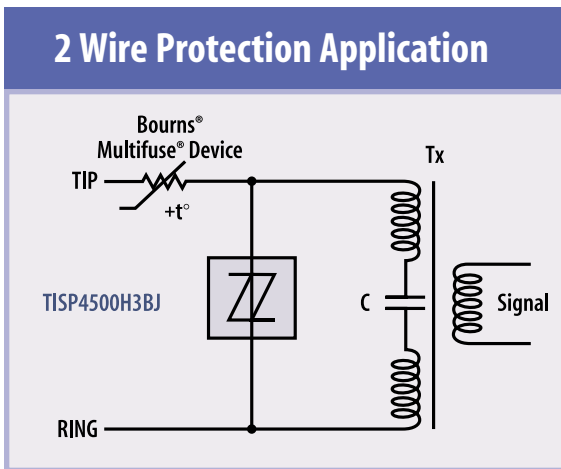 2 Wire Protection Application
Bourns®
Multifuse® Device
Tx
TIP
+t°
TISP4500H3BJ
C
Signal
RING